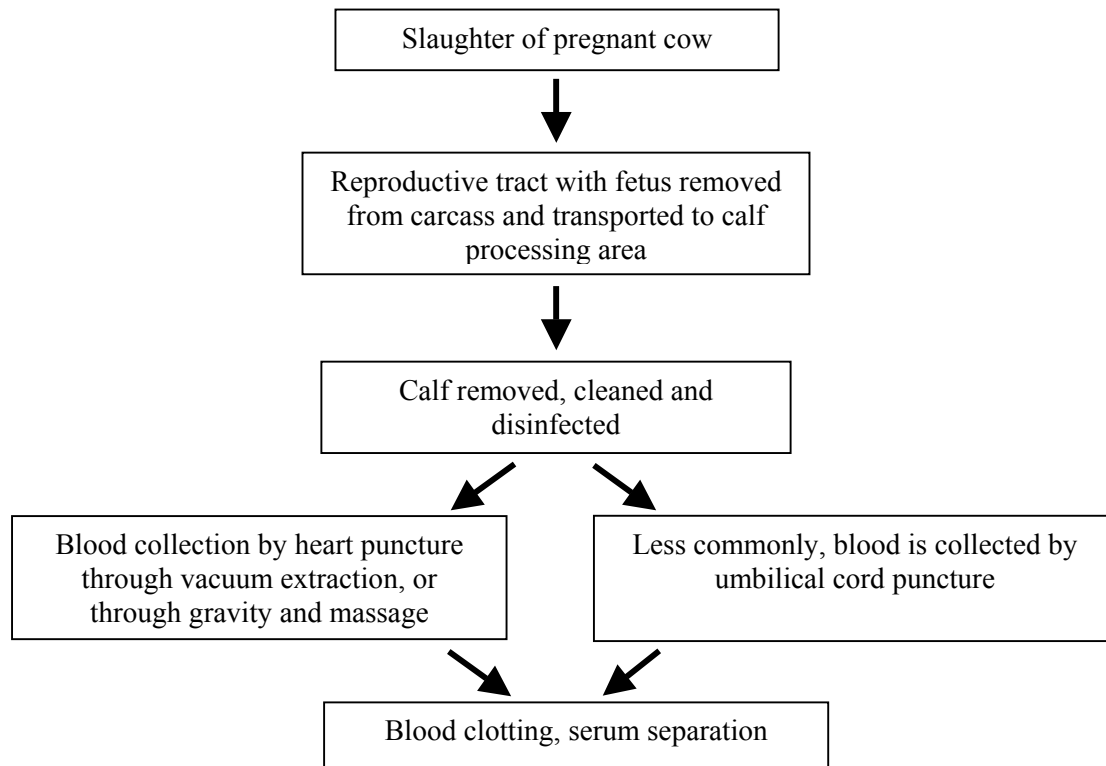 Slaughter of pregnant cow
Reproductive tract with fetus removed
from carcass and transported to calf
processing area
Calf removed, cleaned and
disinfected
Blood collection by heart puncture
through vacuum extraction, or
through gravity and massage
Less commonly, blood is collected by
umbilical cord puncture
Blood clotting, serum separation